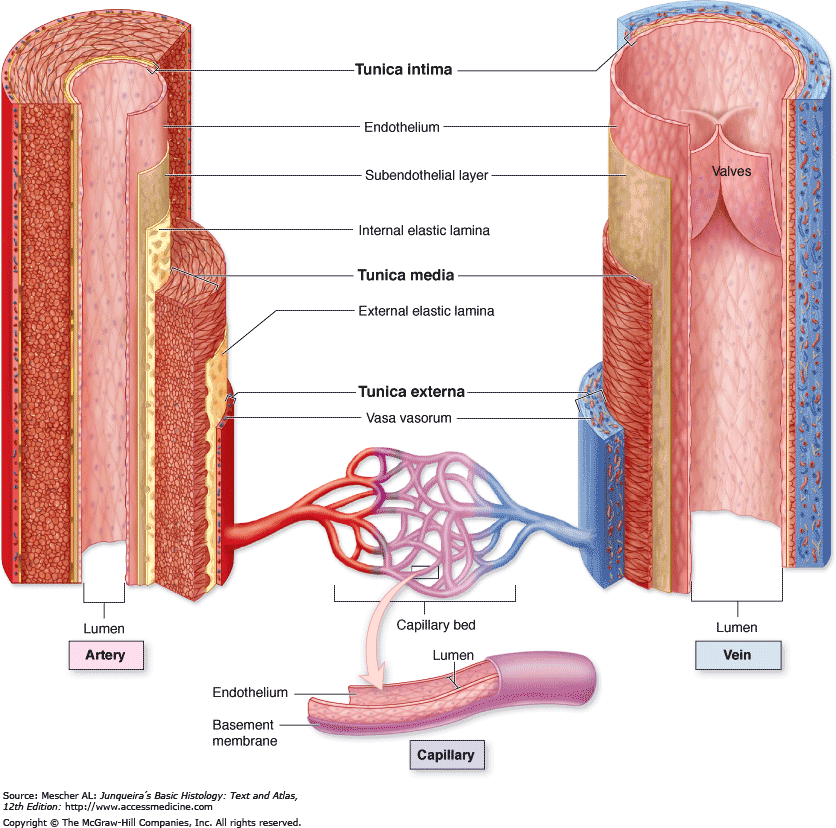 Tunica intima
Endothelium
Valves
Subendothelial layer
Internal elastic lamina
Tunica media
External elastic lamina
Tunica externa
Vasa vasorum
Lumen
Capillary bed
Lumen
Artery
Vein
Lumen
Endothelium
Basement
membrane
Capillary
Source: Mescher AL: Junqueira´s Basic Histology: Text and Atlas,
12th Edition: http://www.accessmedicine.com
Copyright © The McGraw-Hill Companies, Inc. All rights reserved.